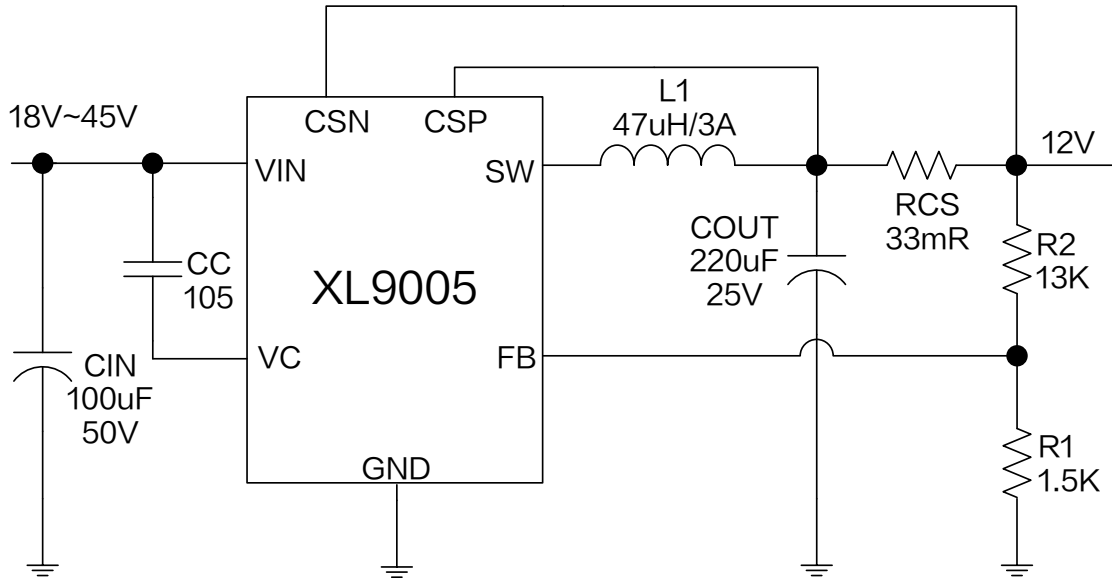 CSN
CSP
L1
47uH/3A
18V~45V
12V
VIN
SW
RCS
33mR
COUT
220uF
25V
R2
13K
CC
105
XL9005
VC
FB
CIN
100uF
50V
GND
R1
1.5K